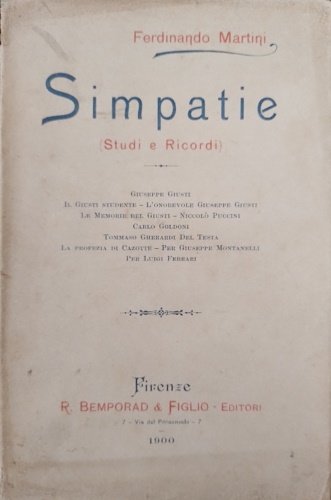 Ferdinando Martini
Simpatie
(Studi e Ricordi)
Giuseppe Giusti
Il Giusti studente – L'onorevole Giuseppe Giusti
Le Memorie del Giusti – Niccolò Puccini
Carlo Goldoni
Tommaso Gherardi Del Testa
La profezia di Cazotte – Per Giuseppe Montanelli
Per Luigi Ferrari
Firenze
R. Bemporad & Figlio - Editori
7 - Via del Proconsolo - 7
1900